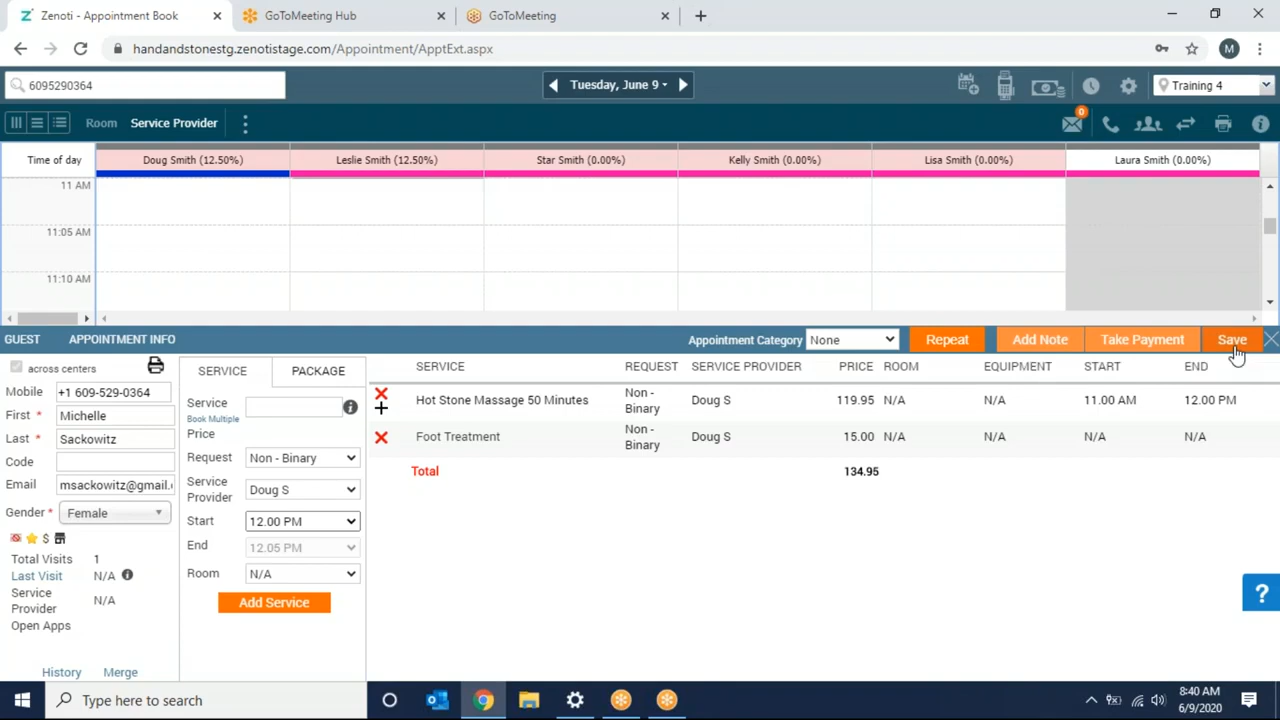 Zenoti - Appointment Book
GoToMeeting Hub
GoToMeeting
handandstonestg.zenotistage.com/Appointment/ApptExt.aspx
M
6095290364
Tuesday, June 9
Training 4
Room
Service Provider
0
Time of day
Doug Smith (12.50%)
Leslie Smith (12.50%)
Star Smith (0.00%)
Kelly Smith (0.00%)
Lisa Smith (0.00%)
Laura Smith (0.00%)
11 AM
11:05 AM
11:10 AM
GUEST
APPOINTMENT INFO
Appointment Category
None
Repeat
Add Note
Take Payment
Save
across centers
Mobile
+1 609-529-0364
First *
Michelle
Last *
Sackowitz
Code
Email
msackowitz@gmail.
Gender *
Female
$
Total Visits
1
Last Visit
N/A
Service
Provider
N/A
Open Apps
History
Merge
SERVICE
PACKAGE
Service
Book Multiple
Price
Request
Non - Binary
Service
Provider
Doug S
Start
12.00 PM
End
12.05 PM
Room
N/A
Add Service
SERVICE REQUEST SERVICE PROVIDER PRICE ROOM EQUIPMENT START END
Hot Stone Massage 50 Minutes
Non -
Binary
Doug S
119.95
N/A
N/A
11.00 AM
12.00 PM
Foot Treatment
Non -
Binary
Doug S
15.00
N/A
N/A
N/A
N/A
Total
134.95
?
Type here to search
8:40 AM
6/9/2020